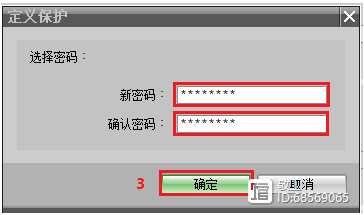 定义保护
选择密码：
新密码： ********
确认密码： ********
3 确定 取消
ID:68569065